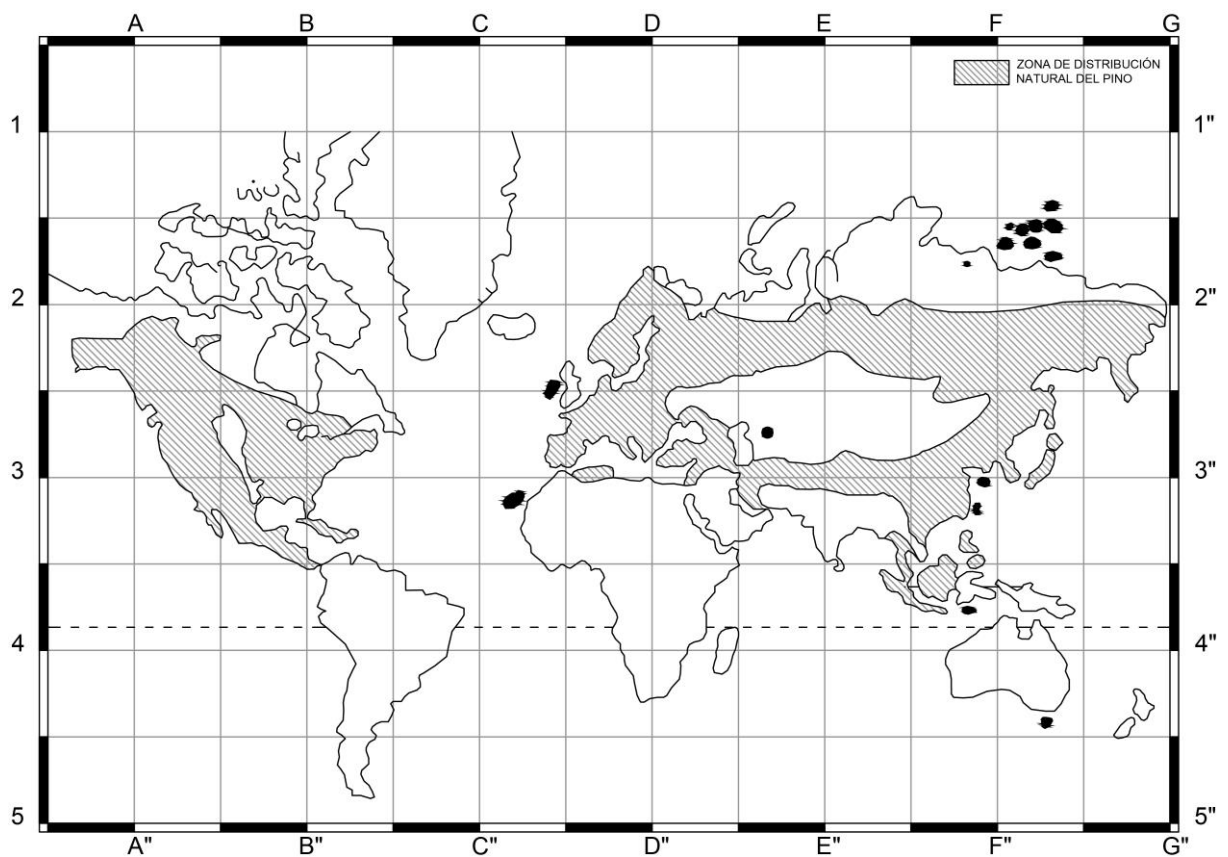 A B C D E F G
ZONA DE DISTRIBUCIÓN
NATURAL DEL PINO
1 1"
2 2"
3 3"
4 4"
5 5"
A" B" C" D" E" F" G"